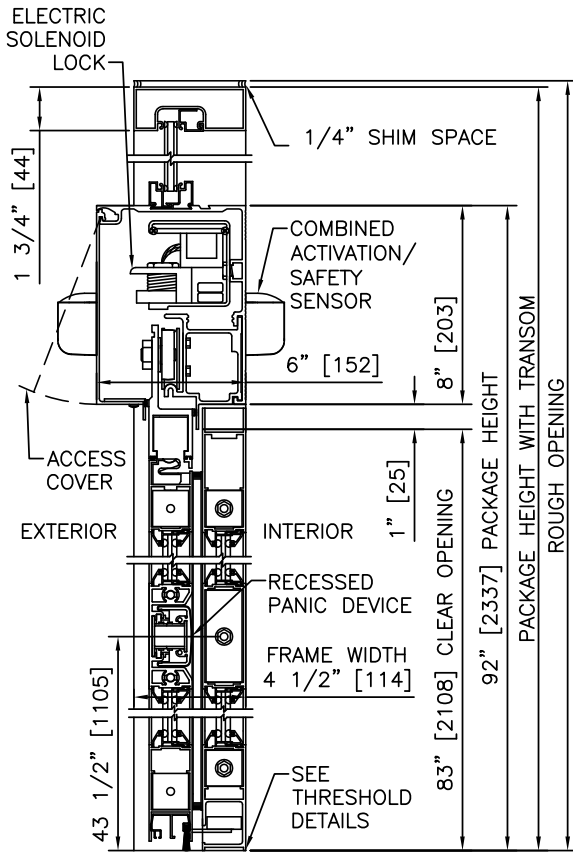 ELECTRIC
SOLENOID
LOCK
1/4” SHIM SPACE
1 3/4” [44]
COMBINED
ACTIVATION/
SAFETY
SENSOR
6” [152]
8” [203]
ACCESS
COVER
1” [25]
EXTERIOR
INTERIOR
RECESSED
PANIC DEVICE
FRAME WIDTH
4 1/2” [114]
43 1/2” [1105]
SEE
THRESHOLD
DETAILS
83” [2108] CLEAR OPENING
92” [2337] PACKAGE HEIGHT
PACKAGE HEIGHT WITH TRANSOM
ROUGH OPENING